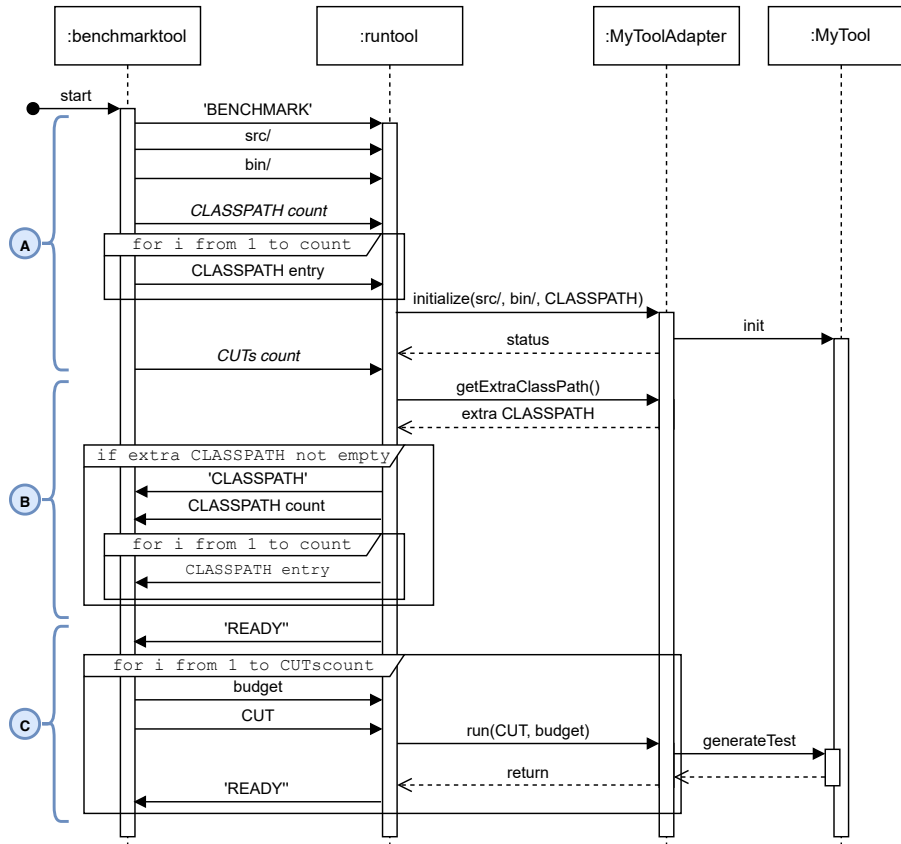 :benchmarktool
:runtool
:MyToolAdapter
:MyTool
start
'BENCHMARK'
src/
bin/
CLASSPATH count
A
for i from 1 to count
CLASSPATH entry
initialize(src/, bin/, CLASSPATH)
init
status
CUTs count
getExtraClassPath()
extra CLASSPATH
if extra CLASSPATH not empty
'CLASSPATH'
B
CLASSPATH count
for i from 1 to count
CLASSPATH entry
'READY"
for i from 1 to CUTscount
budget
C
CUT
run(CUT, budget)
generateTest
return
'READY"